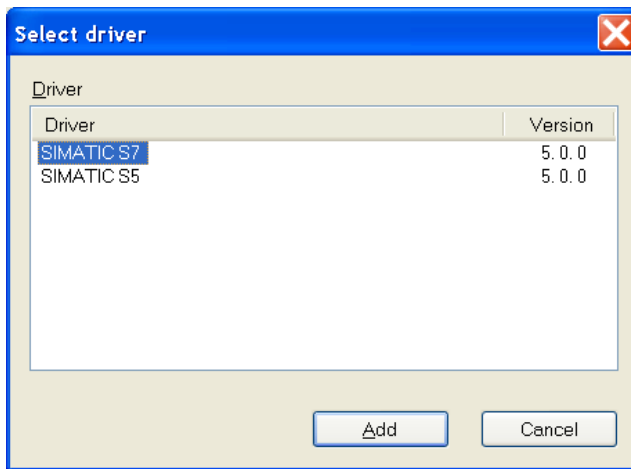 Select driver
Driver
Driver Version
SIMATIC S7 5.0.0
SIMATIC S5 5.0.0
Add Cancel